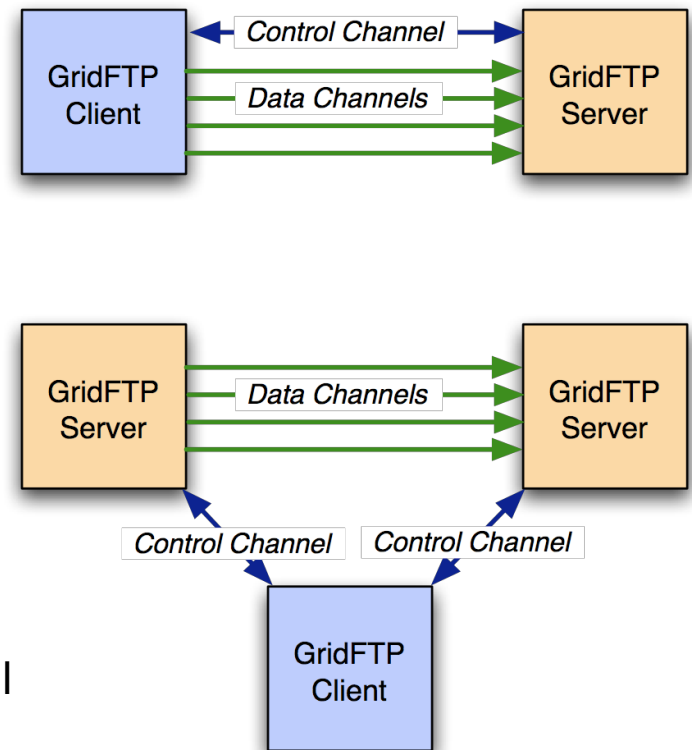 Control Channel
GridFTP
Client
Data Channels
GridFTP
Server
GridFTP
Server
Data Channels
GridFTP
Server
Control Channel
Control Channel
GridFTP
Client
l